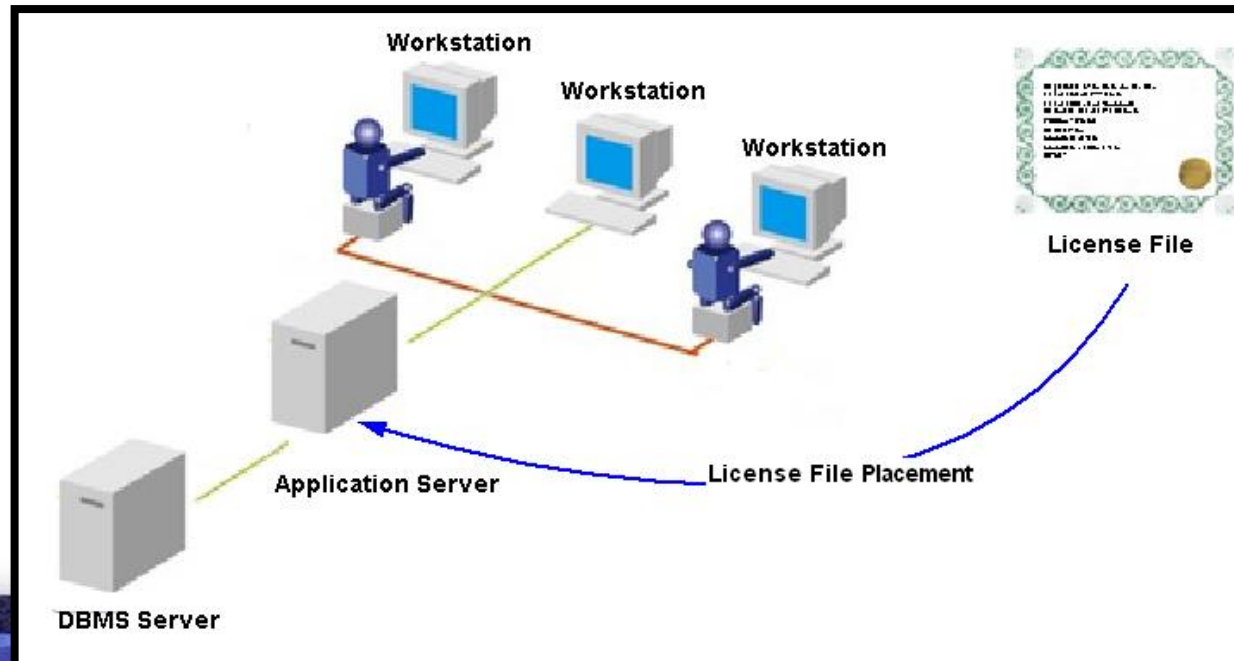 Workstation
Workstation
Workstation
License File
License File Placement
Application Server
DBMS Server